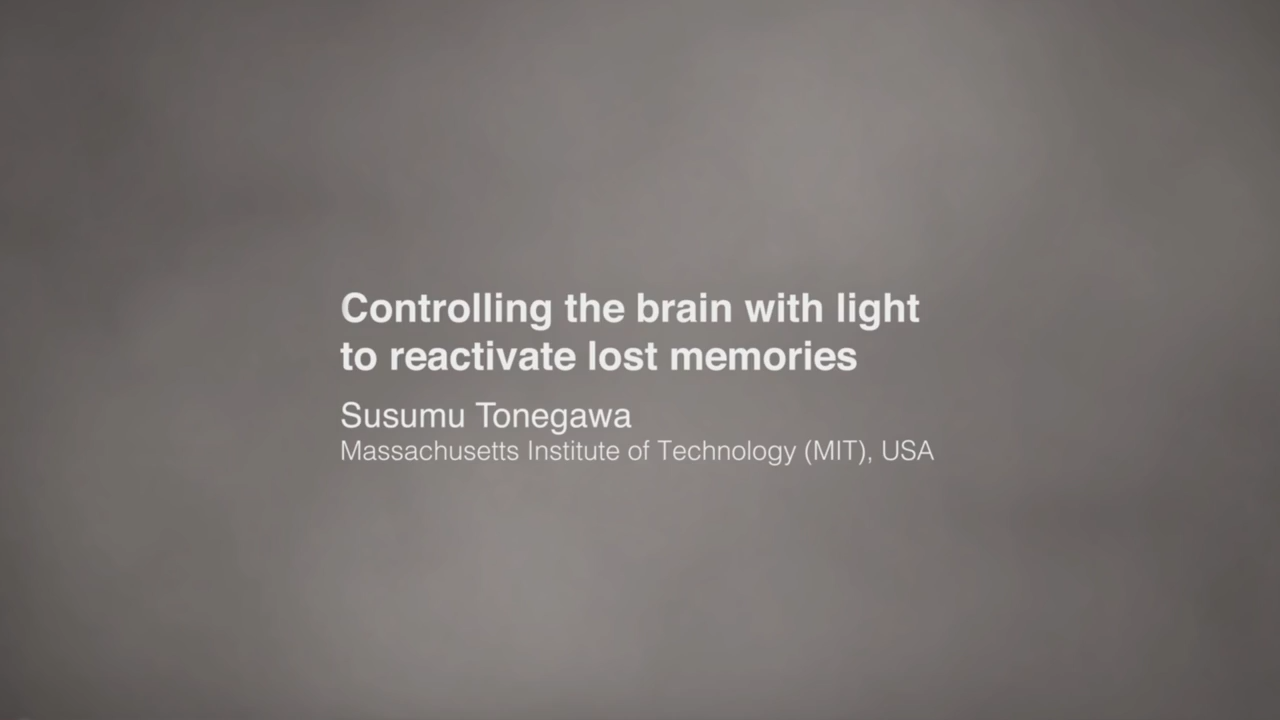 Controlling the brain with light
to reactivate lost memories
Susumu Tonegawa
Massachusetts Institute of Technology (MIT), USA